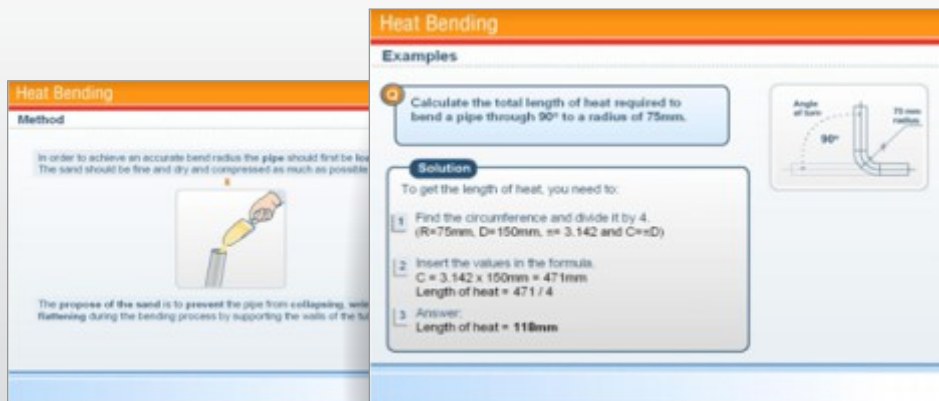 Heat Bending
Method
In order to achieve an accurate bend radius the pipe should first be
The sand should be fine and dry and compressed as much as possible
The propose of the sand is to prevent the pipe from collapsing,
flattening during the bending process by supporting the walls of the
Heat Bending
Examples
Q
Calculate the total length of heat required to
bend a pipe through 90° to a radius of 75mm.
Solution
To get the length of heat, you need to:
1 Find the circumference and divide it by 4.
(R=75mm, D=150mm, π= 3.142 and C=πD)
2 Insert the values in the formula.
C = 3.142 x 150mm = 471mm
Length of heat = 471 / 4
3 Answer:
Length of heat = 118mm
Angle
of turn
90°
75 mm
radius